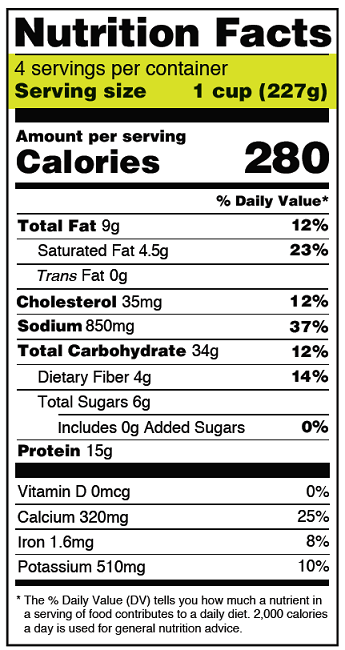 Nutrition Facts
4 servings per container
Serving size 1 cup (227g)
Amount per serving
Calories 280
% Daily Value*
Total Fat 9g 12%
Saturated Fat 4.5g 23%
Trans Fat 0g
Cholesterol 35mg 12%
Sodium 850mg 37%
Total Carbohydrate 34g 12%
Dietary Fiber 4g 14%
Total Sugars 6g
Includes 0g Added Sugars 0%
Protein 15g
Vitamin D 0mcg 0%
Calcium 320mg 25%
Iron 1.6mg 8%
Potassium 510mg 10%
* The % Daily Value (DV) tells you how much a nutrient in
a serving of food contributes to a daily diet. 2,000 calories
a day is used for general nutrition advice.